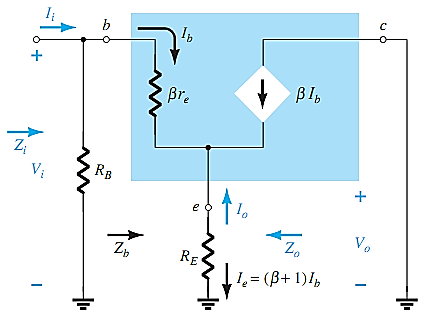 I_i
b
I_b
c
+
βr_e
βI_b
Z_i
V_i
R_B
e
I_o
+
Z_b
R_E
Z_o
V_o
−
I_e = (β + 1)I_b
−